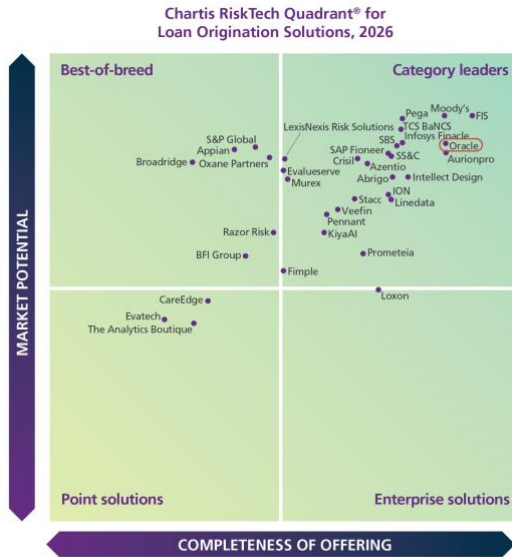 Chartis RiskTech Quadrant® for
Loan Origination Solutions, 2026
Best-of-breed
Category leaders
Pega
Moody's
FIS
LexisNexis Risk Solutions
TCS BaNCS
Infosys Finacle
S&P Global
SBS
Oracle
Appian
SAP Fioneer
SS&C
Aurionpro
Broadridge
Oxane Partners
Crisil
Azentio
Evalueserve
Abrigo
Intellect Design
Murex
ION
Stacc
Linedata
Veefin
Pennant
Razor Risk
KiyaAI
BFI Group
Prometeia
Fimple
Loxon
CareEdge
Evatech
The Analytics Boutique
Point solutions
Enterprise solutions
MARKET POTENTIAL
COMPLETENESS OF OFFERING